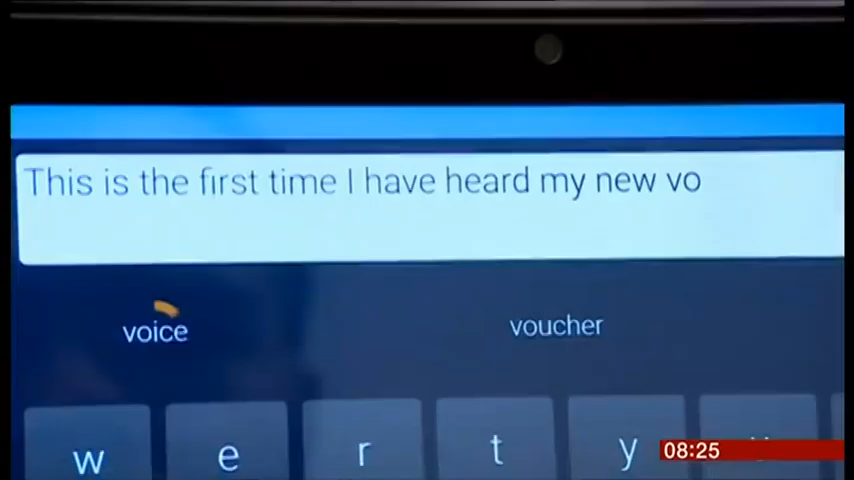 This is the first time I have heard my new vo
voice
voucher
w e r t y
08:25